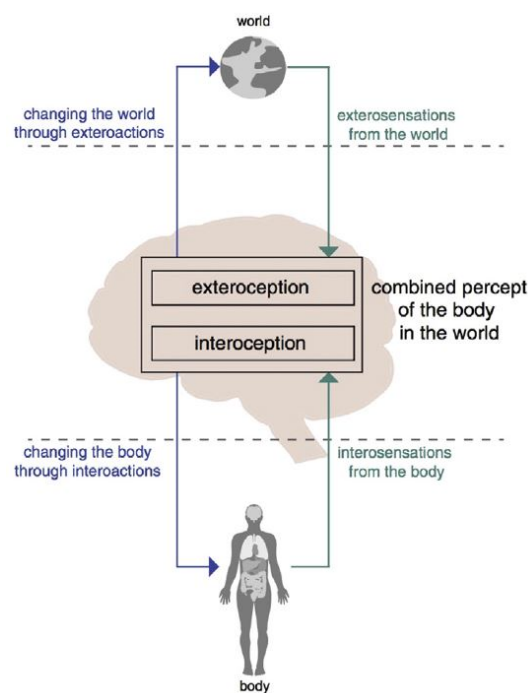 world
changing the world
through exteroactions
exterosensations
from the world
exteroception
interoception
combined percept
of the body
in the world
changing the body
through interoactions
interosensations
from the body
body